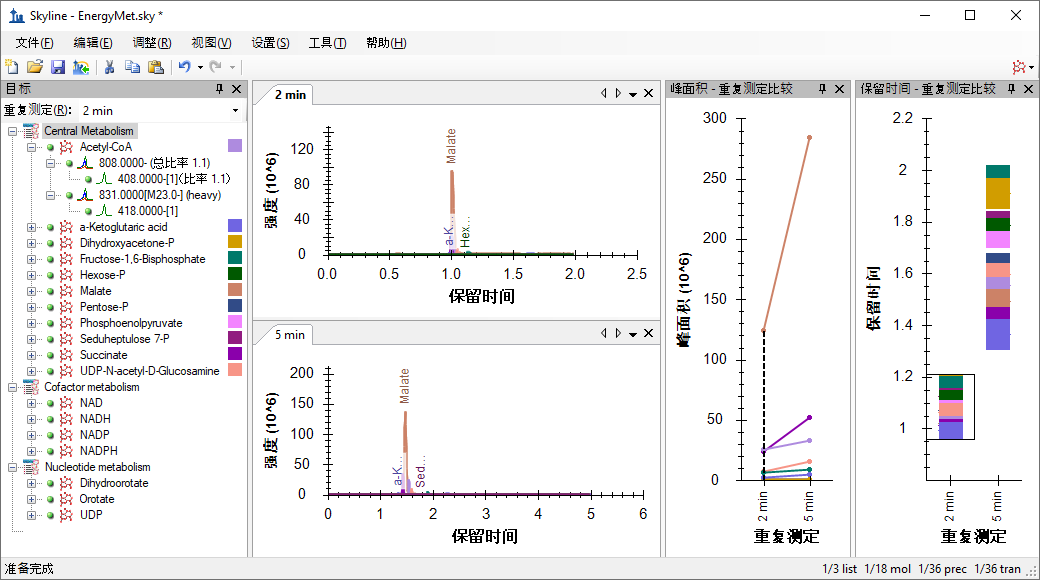 Skyline - EnergyMet.sky *
文件(F) 编辑(E) 调整(R) 视图(V) 设置(S) 工具(T) 帮助(H)
目标
重复测定(R): 2 min
Central Metabolism
Acetyl-CoA
808.0000- (总比率 1.1)
408.0000-[1](比率 1.1)
831.0000[M23.0-] (heavy)
418.0000-[1]
a-Ketoglutaric acid
Dihydroxyacetone-P
Fructose-1,6-Bisphosphate
Hexose-P
Malate
Pentose-P
Phosphoenolpyruvate
Seduheptulose 7-P
Succinate
UDP-N-acetyl-D-Glucosamine
Cofactor metabolism
NAD
NADH
NADP
NADPH
Nucleotide metabolism
Dihydroorotate
Orotate
UDP
2 min
强度 (10^6)
120
80
40
0
Malate
a-K...
Hex...
0.0 0.5 1.0 1.5 2.0 2.5
保留时间
5 min
强度 (10^6)
200
150
100
50
0
Malate
a-K...
Sed...
0 1 2 3 4 5 6
保留时间
峰面积 - 重复测定比较
峰面积 (10^6)
300
250
200
150
100
50
0
2 min 5 min
重复测定
保留时间 - 重复测定比较
保留时间
2.2
2
1.8
1.6
1.4
1.2
1
2 min 5 min
重复测定
准备完成 1/3 list 1/18 mol 1/36 prec 1/36 tran